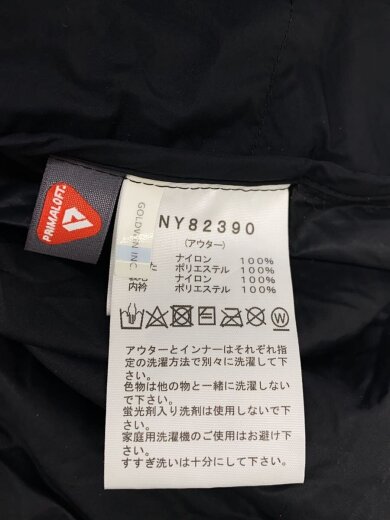 PRIMALOFT®
GOLDWIN INC.
NY82390
(アウター)
ナイロン 100%
ポリエステル 100%
ナイロン 100%
内衿 ポリエステル 100%
W
アウターとインナーはそれぞれ指
定の洗濯方法で別々に洗濯して下
さい。
色物は他の物と一緒に洗濯しない
で下さい。
蛍光剤入り洗剤は使用しないで下
さい。
家庭用洗濯機のご使用はお避け下
さい。
すすぎ洗いは十分にして下さい。